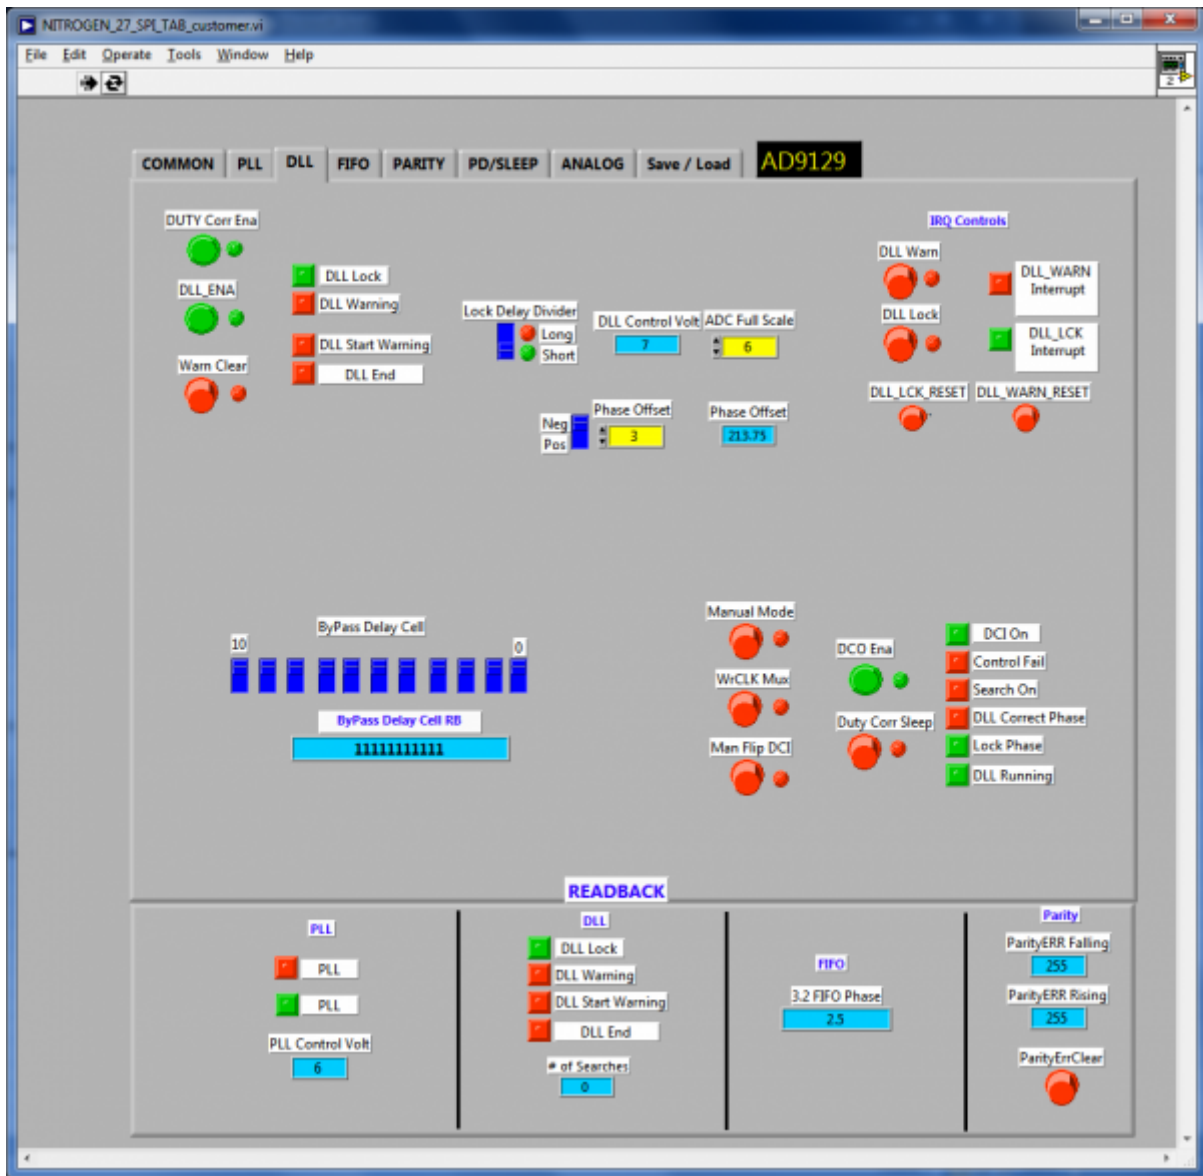 NITROGEN_27_SPI_TAB_customer.vi
File Edit Operate Tools Window Help
2
COMMON PLL DLL FIFO PARITY PD/SLEEP ANALOG Save / Load AD9129
DUTY Corr Ena
DLL_ENA
Warn Clear
DLL Lock
DLL Warning
DLL Start Warning
DLL End
Lock Delay Divider
Long
Short
DLL Control Volt
7
ADC Full Scale
6
Neg
Pos
Phase Offset
3
Phase Offset
213.75
IRQ Controls
DLL Warn
DLL Lock
DLL_WARN
Interrupt
DLL_LCK
Interrupt
DLL_LCK_RESET DLL_WARN_RESET
ByPass Delay Cell
10 0
ByPass Delay Cell RB
11111111111
Manual Mode
WrCLK Mux
Man Flip DCI
DCO Ena
Duty Corr Sleep
DCI On
Control Fail
Search On
DLL Correct Phase
Lock Phase
DLL Running
READBACK
PLL
PLL
PLL
PLL Control Volt
6
DLL
DLL Lock
DLL Warning
DLL Start Warning
DLL End
# of Searches
0
FIFO
3.2 FIFO Phase
2.5
Parity
ParityERR Falling
255
ParityERR Rising
255
ParityErrClear